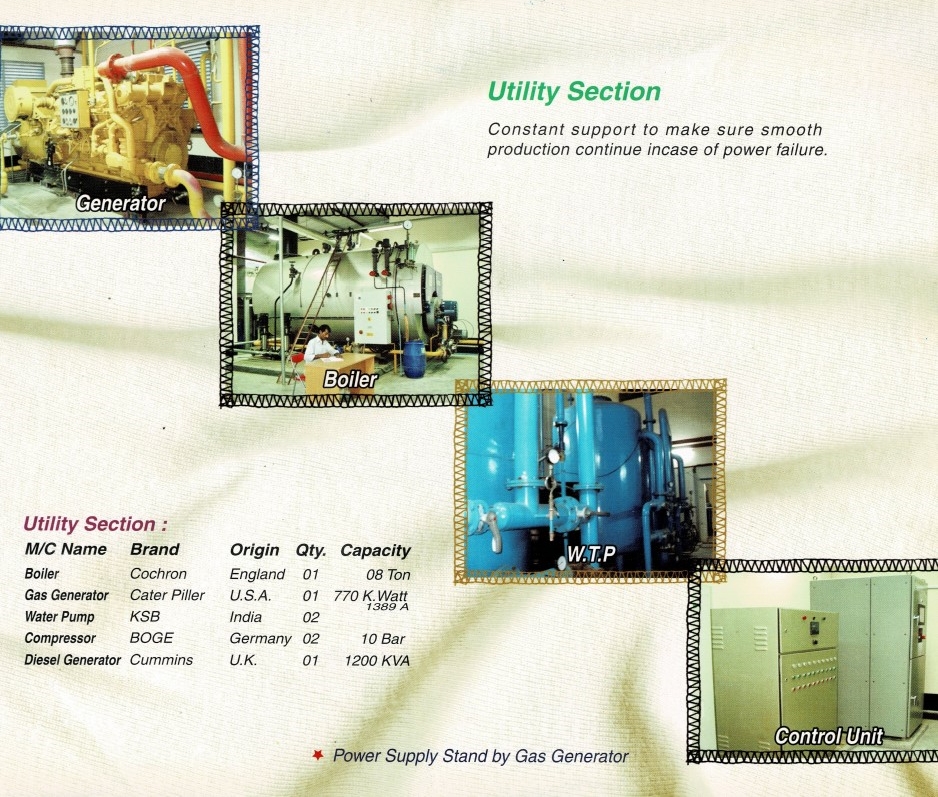 Utility Section
Constant support to make sure smooth
production continue incase of power failure.
Generator
Boiler
W.T.P
Control Unit
Utility Section :
M/C Name Brand Origin Qty. Capacity
Boiler Cochron England 01 08 Ton
Gas Generator Cater Piller U.S.A. 01 770 K.Watt
1389 A
Water Pump KSB India 02
Compressor BOGE Germany 02 10 Bar
Diesel Generator Cummins U.K. 01 1200 KVA
Power Supply Stand by Gas Generator